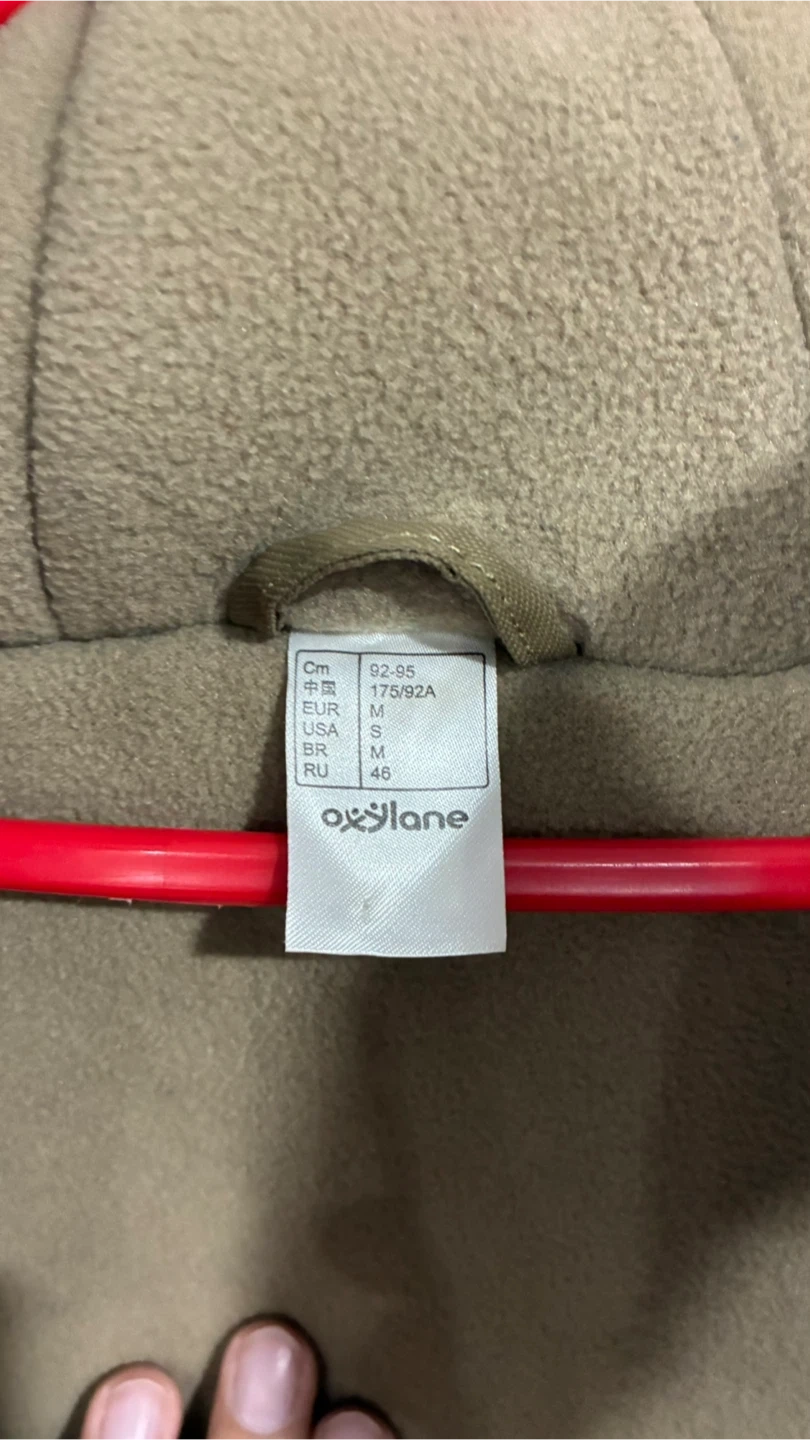 Cm 92-95
中国 175/92A
EUR M
USA S
BR M
RU 46
oxylane